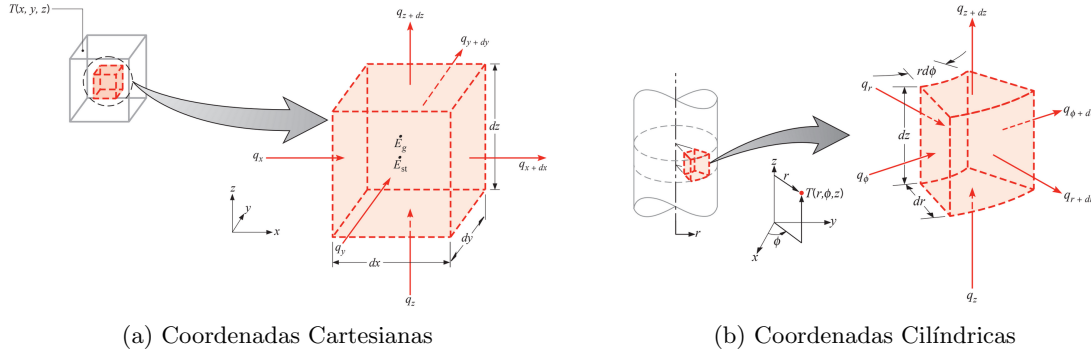 T(x, y, z)
q_{z + dz}
q_{y + dy}
dz
Ė_g
Ė_st
q_x
q_{x + dx}
z
y
x
q_y
dx
dy
q_z
(a) Coordenadas Cartesianas
q_{z + dz}
rdϕ
q_r
dz
q_{ϕ + d
q_ϕ
dr
q_{r + d
q_z
r
z
r
T(r,ϕ,z)
y
ϕ
x
(b) Coordenadas Cilíndricas